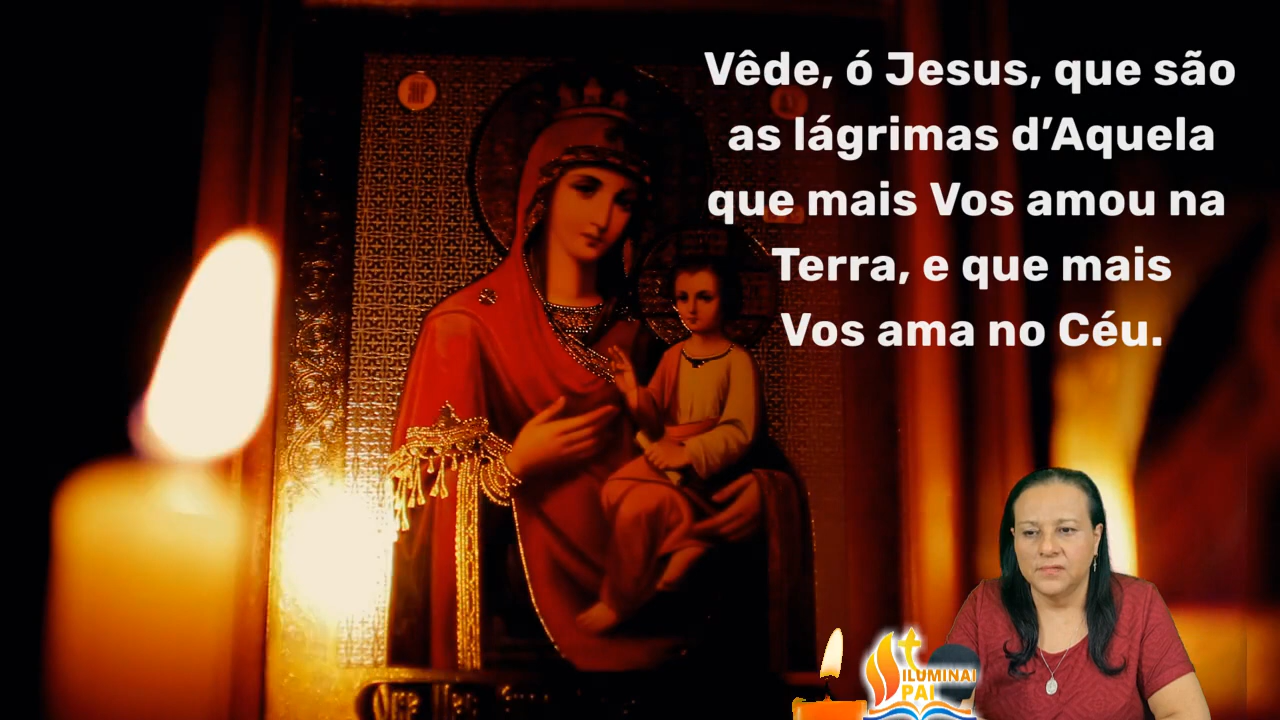 Vêde, ó Jesus, que são
as lágrimas d’Aquela
que mais Vos amou na
Terra, e que mais
Vos ama no Céu.
ILUMINAI
PAI